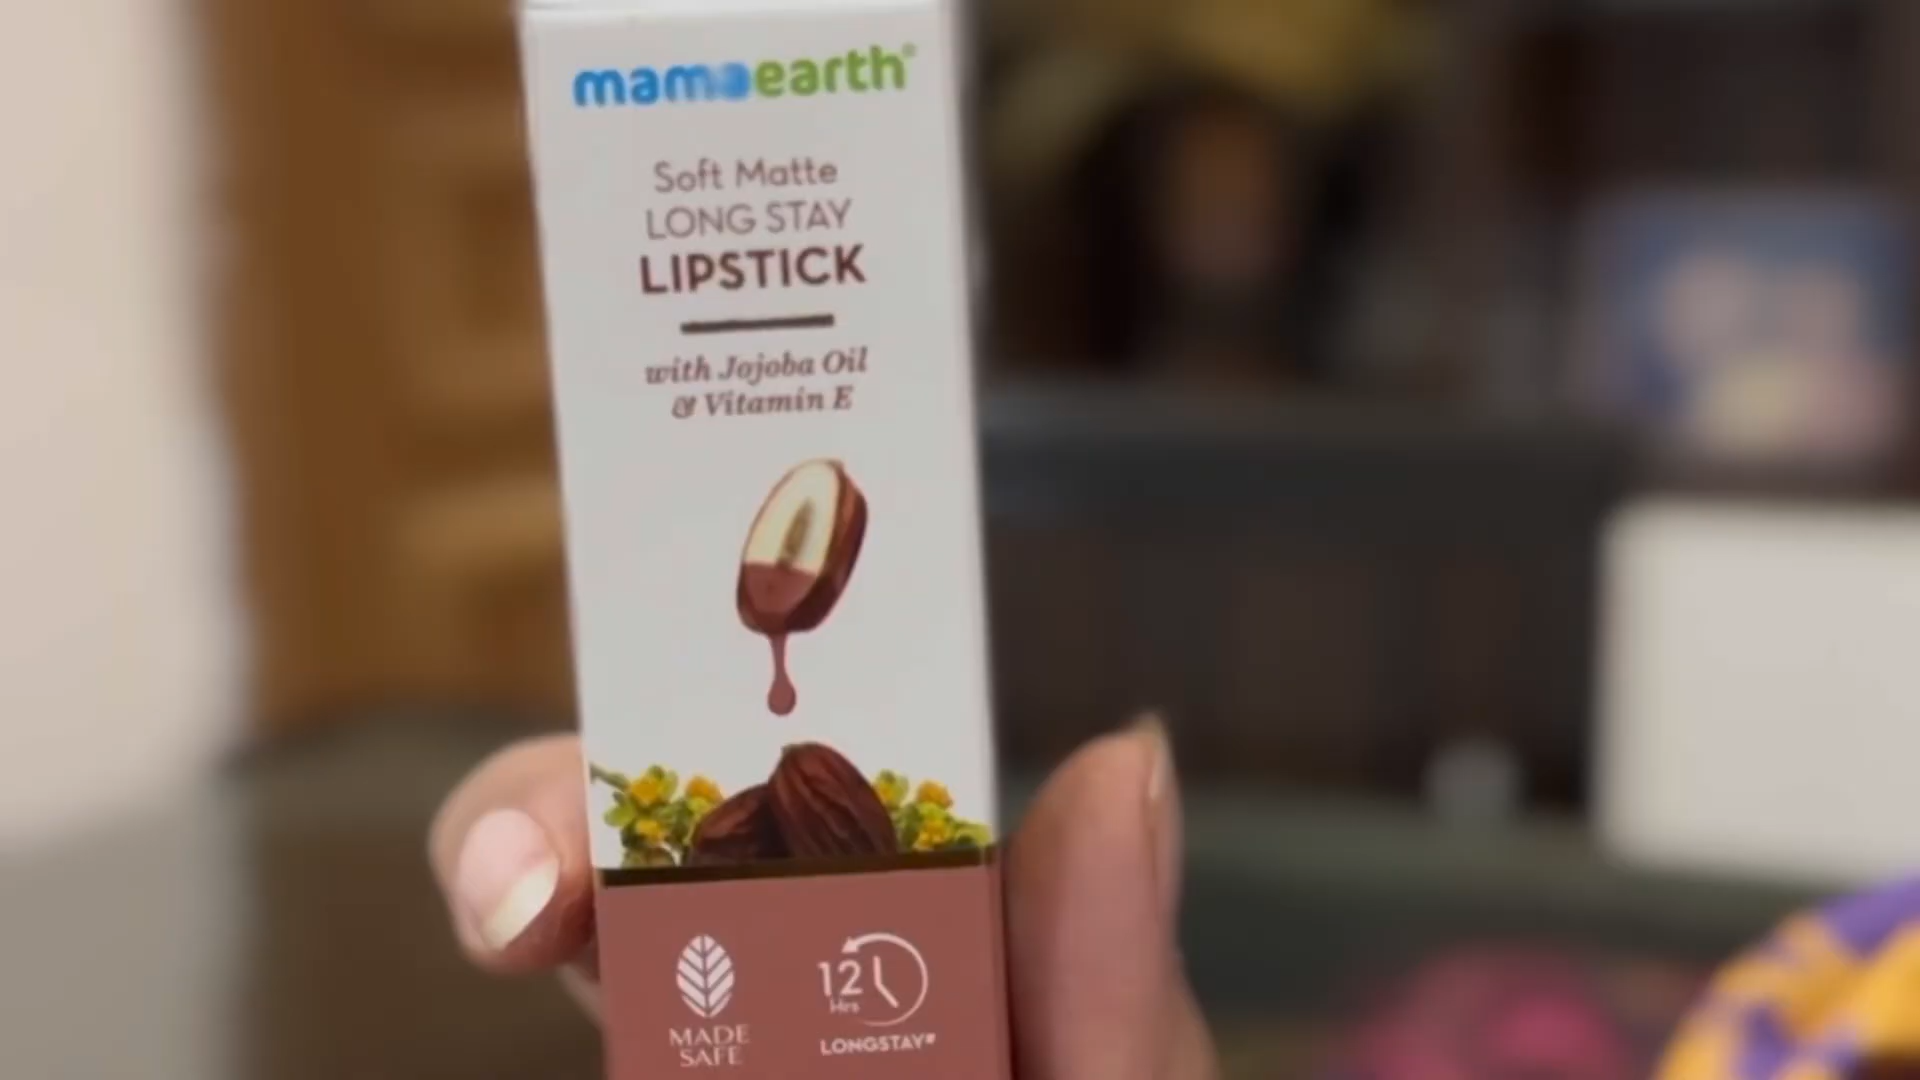 mamaearth®
Soft Matte
LONG STAY
LIPSTICK
with Jojoba Oil
& Vitamin E
12
Hrs
MADE
SAFE
LONGSTAY#